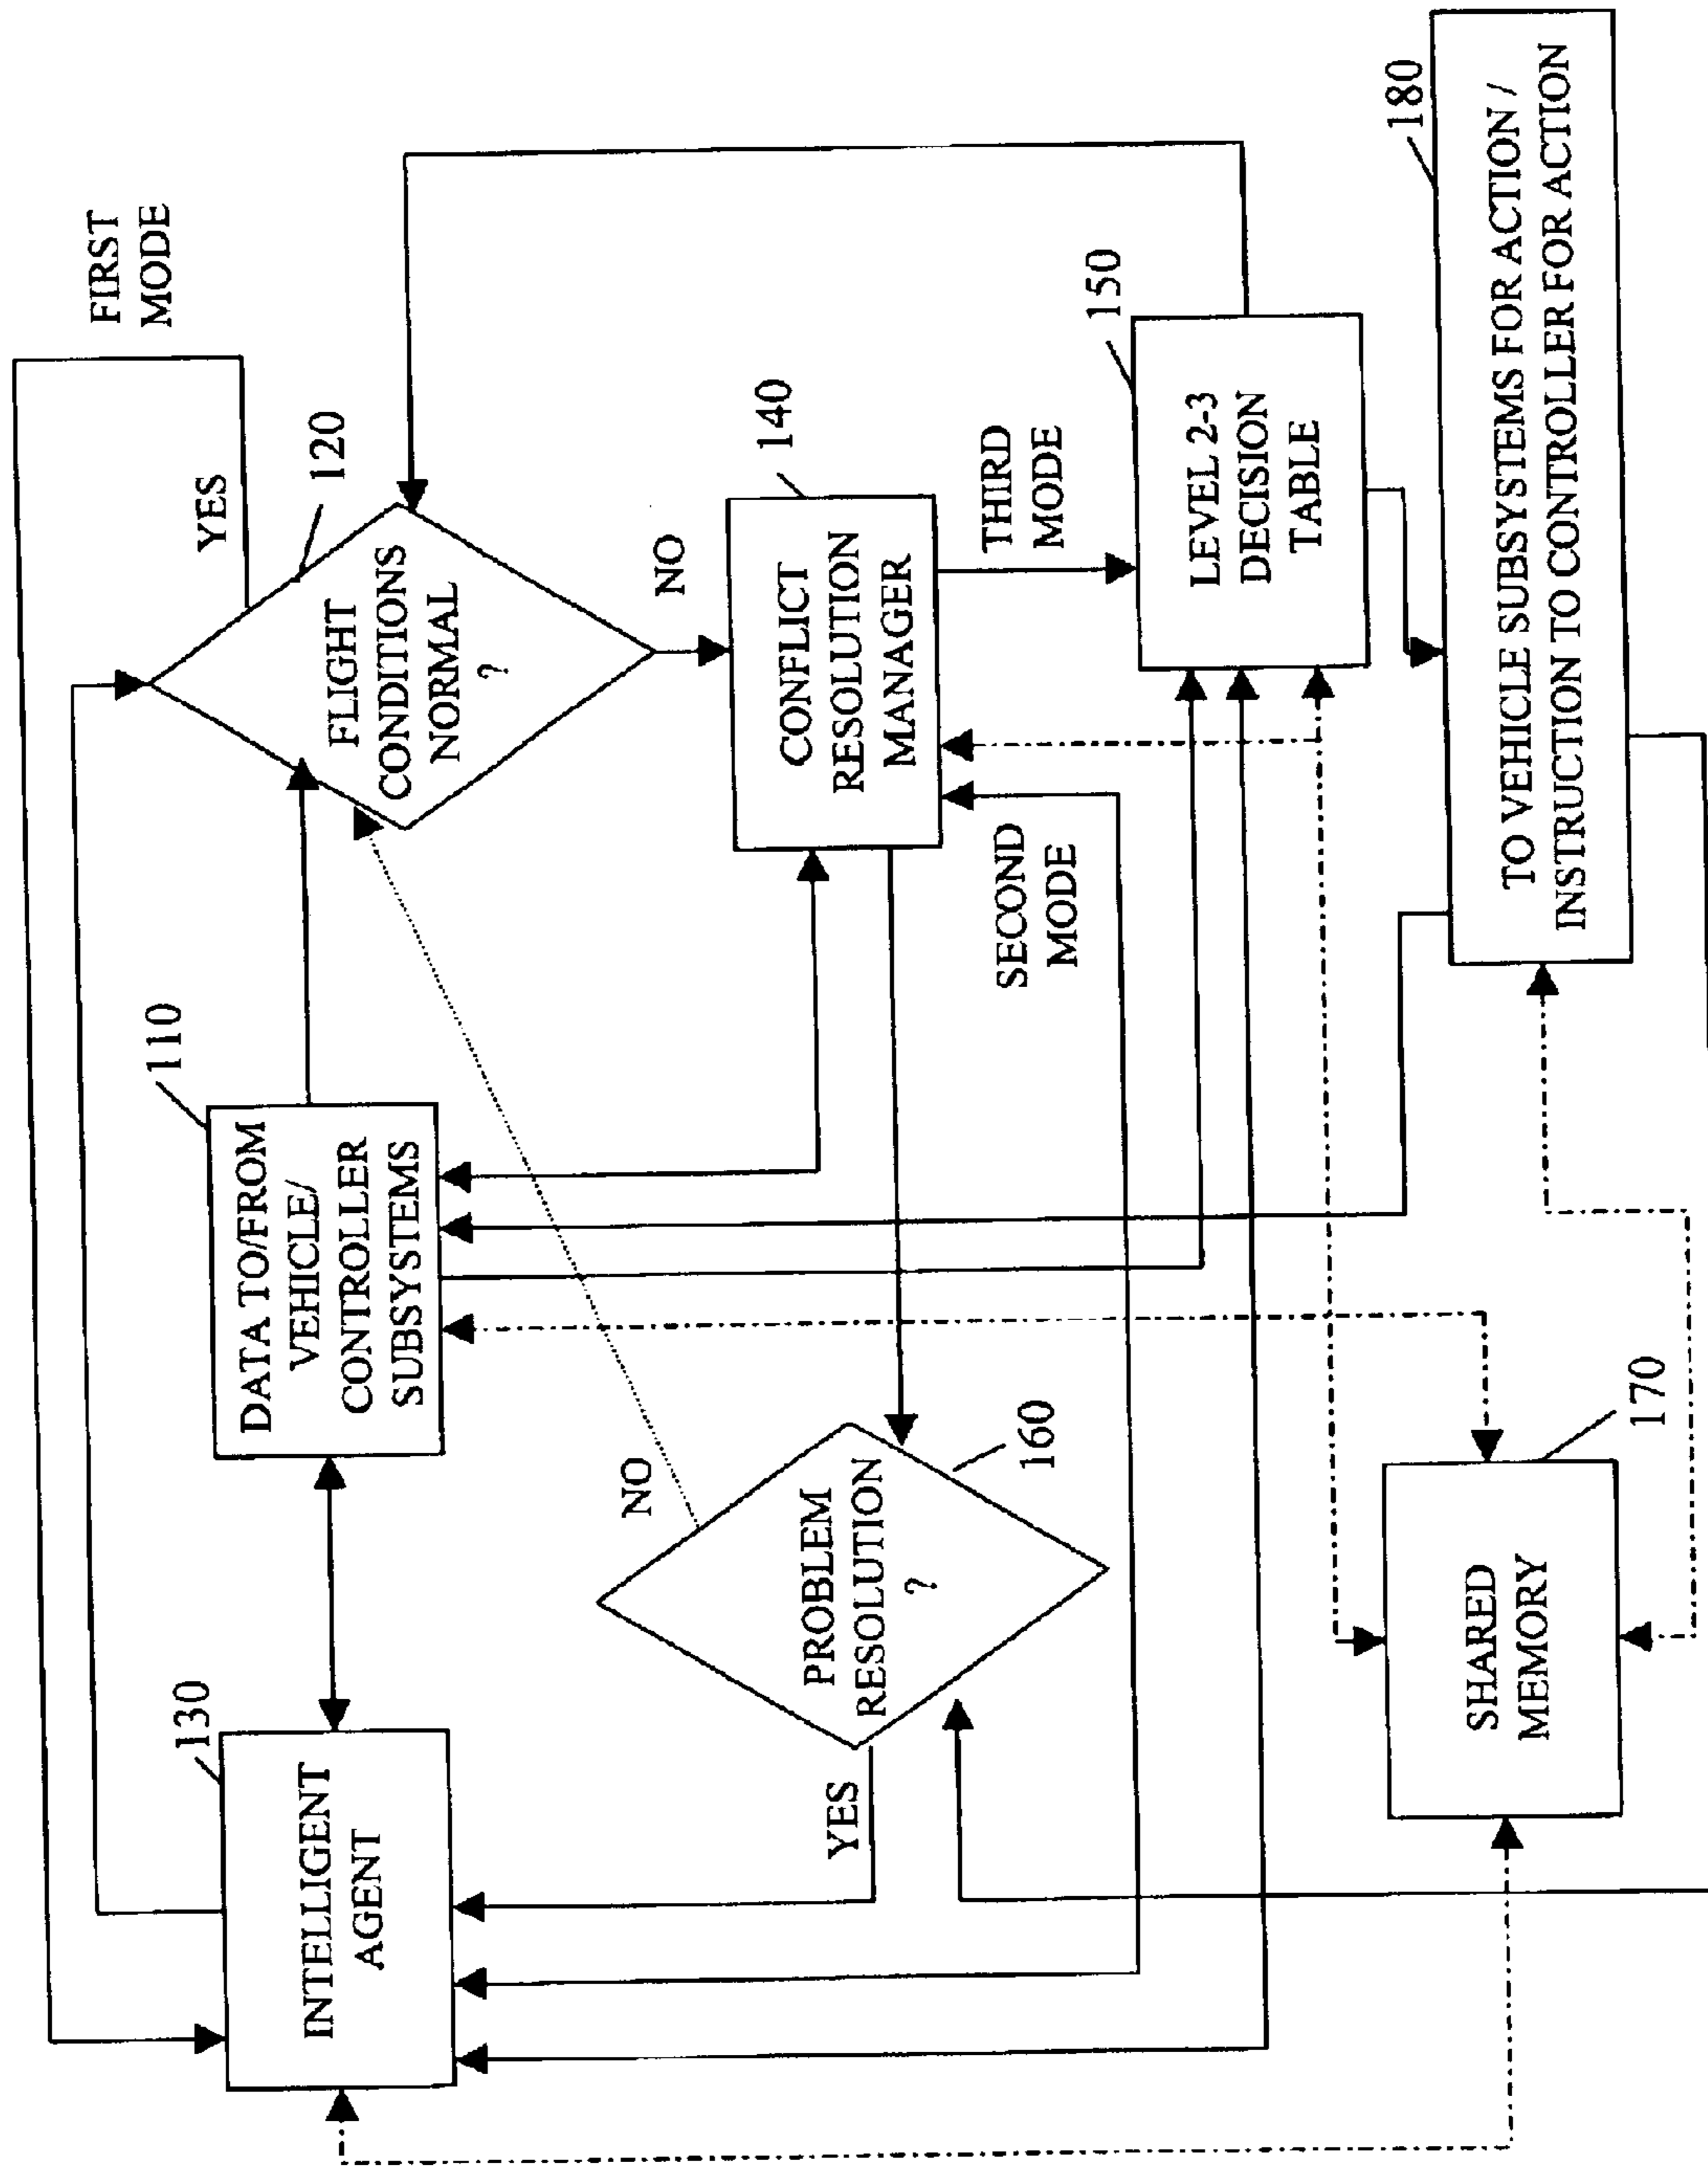 FIRST
MODE
YES
120
FLIGHT
CONDITIONS
NORMAL
?
NO
110
DATA TO/FROM
VEHICLE/
CONTROLLER
SUBSYSTEMS
130
INTELLIGENT
AGENT
140
CONFLICT
RESOLUTION
MANAGER
THIRD
MODE
SECOND
MODE
NO
PROBLEM
RESOLUTION
?
160
YES
150
LEVEL 2-3
DECISION
TABLE
180
TO VEHICLE SUBSYSTEMS FOR ACTION /
INSTRUCTION TO CONTROLLER FOR ACTION
SHARED
MEMORY
170